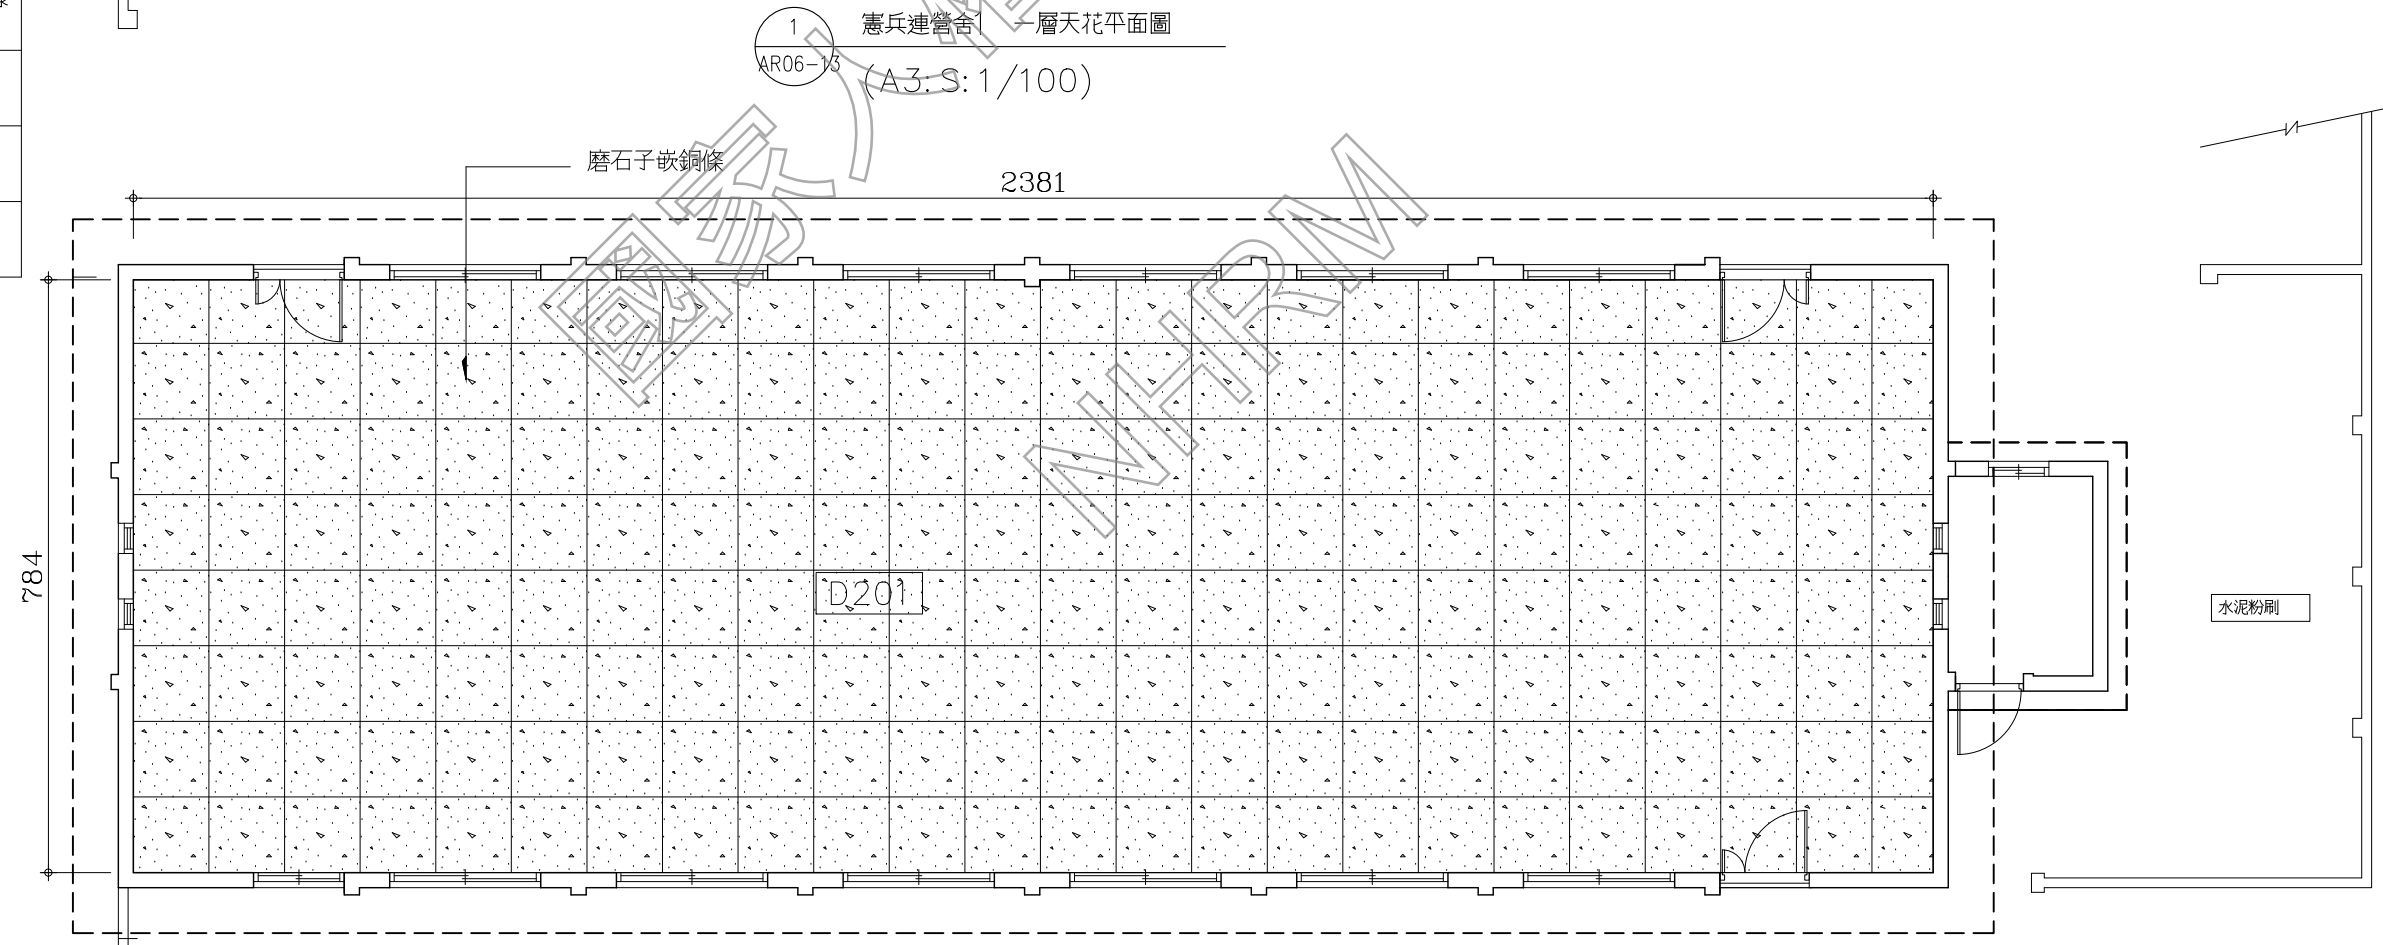 1
憲兵連營舍1 一層天花平面圖
AR06-13
(A3:S:1/100)
磨石子嵌銅條
2381
784
D201
水泥粉刷
國家人權
NHRM